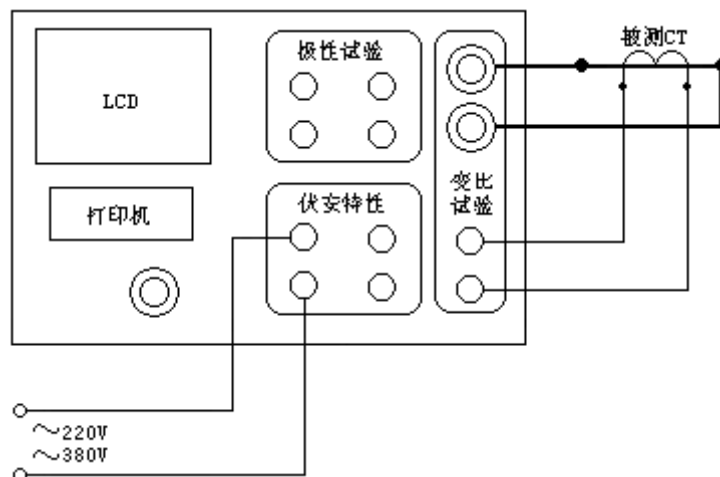 极性试验
被测CT
LCD
变比
试验
打印机
伏安特性
～220V
～380V